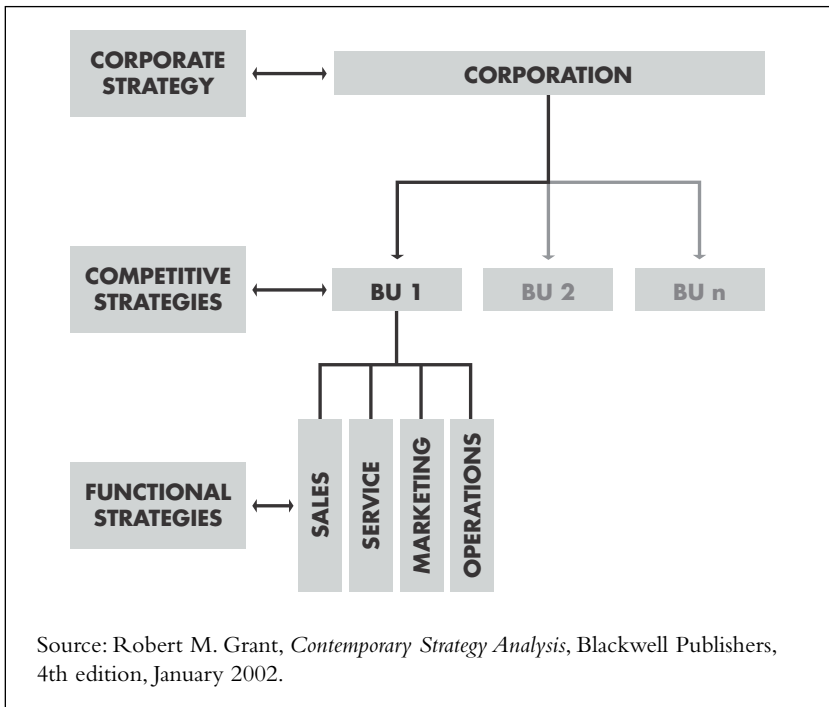 CORPORATE
STRATEGY
CORPORATION
COMPETITIVE
STRATEGIES
BU 1
BU 2
BU n
FUNCTIONAL
STRATEGIES
SALES
SERVICE
MARKETING
OPERATIONS
Source: Robert M. Grant, Contemporary Strategy Analysis, Blackwell Publishers,
4th edition, January 2002.